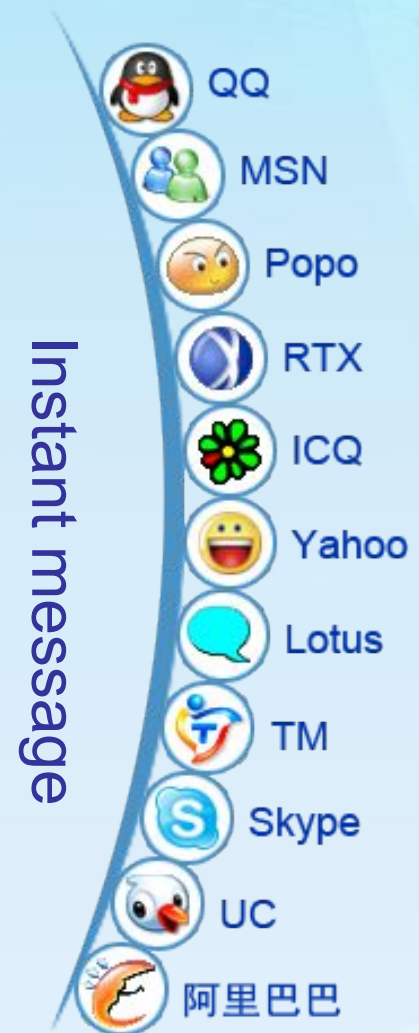 Instant message
QQ
MSN
Popo
RTX
ICQ
Yahoo
Lotus
TM
Skype
UC
阿里巴巴